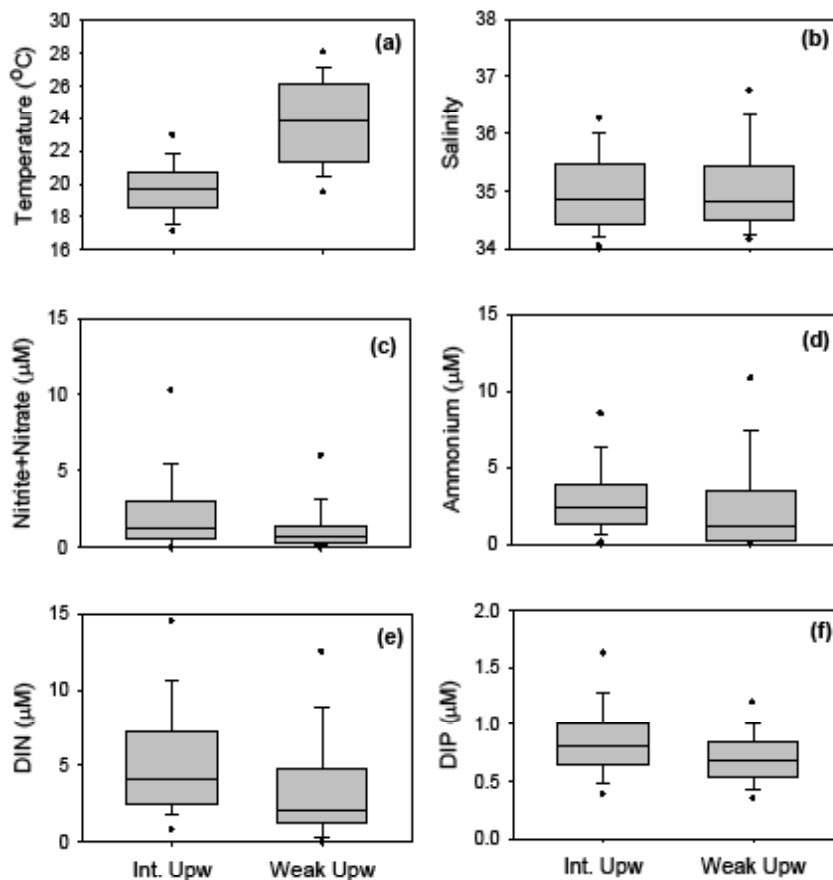 30
28
26
24
22
20
18
16
Temperature (°C)
(a)
38
37
36
35
34
Salinity
(b)
15
10
5
0
Nitrite+Nitrate (µM)
(c)
15
10
5
0
Ammonium (µM)
(d)
15
10
5
0
DIN (µM)
(e)
Int. Upw Weak Upw
2.0
1.5
1.0
0.5
0.0
DIP (µM)
(f)
Int. Upw Weak Upw